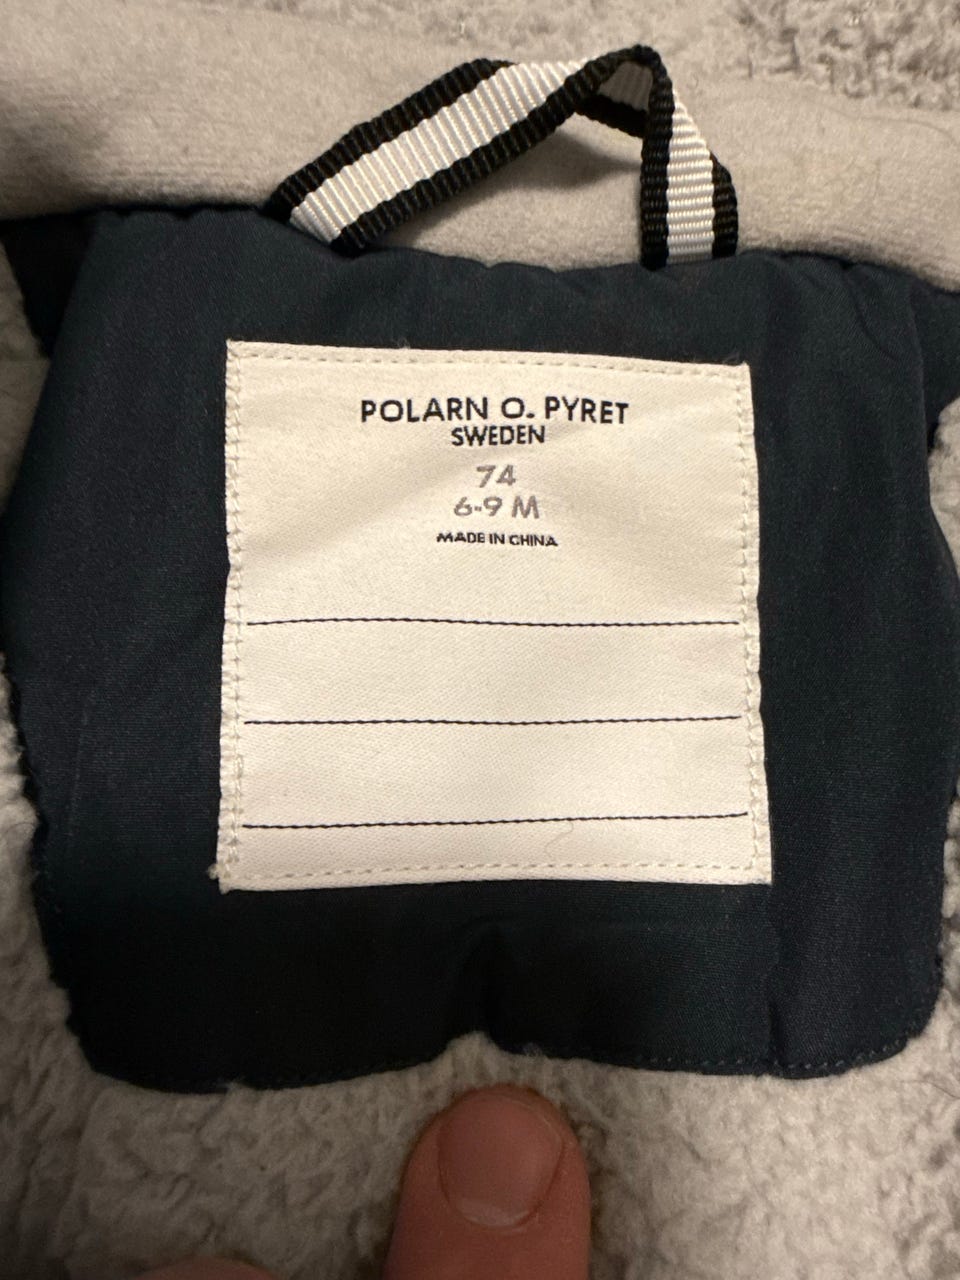 POLARN O. PYRET
SWEDEN
74
6-9 M
MADE IN CHINA